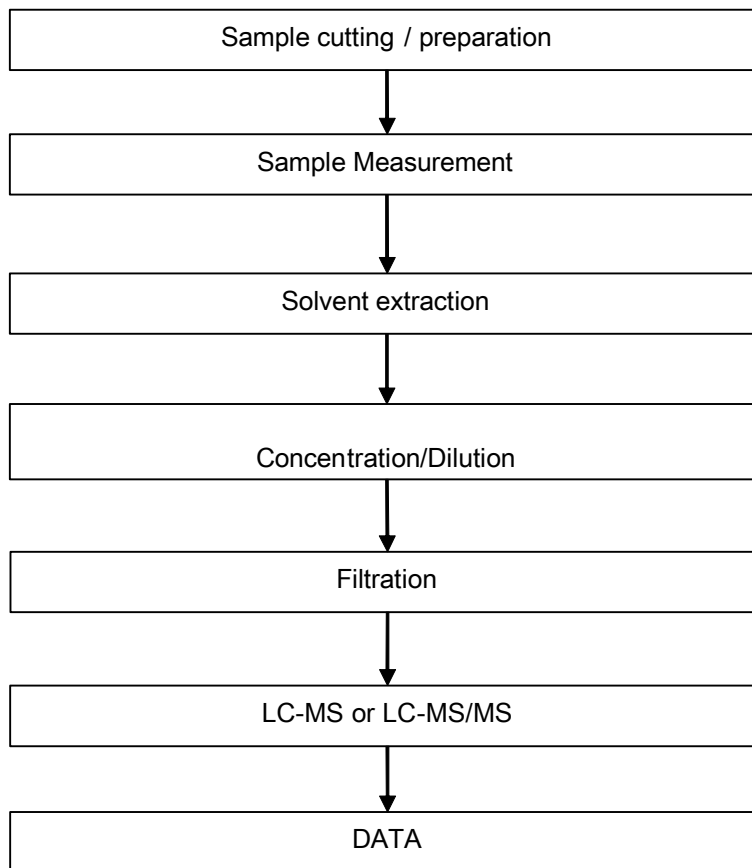 Sample cutting / preparation
Sample Measurement
Solvent extraction
Concentration/Dilution
Filtration
LC-MS or LC-MS/MS
DATA